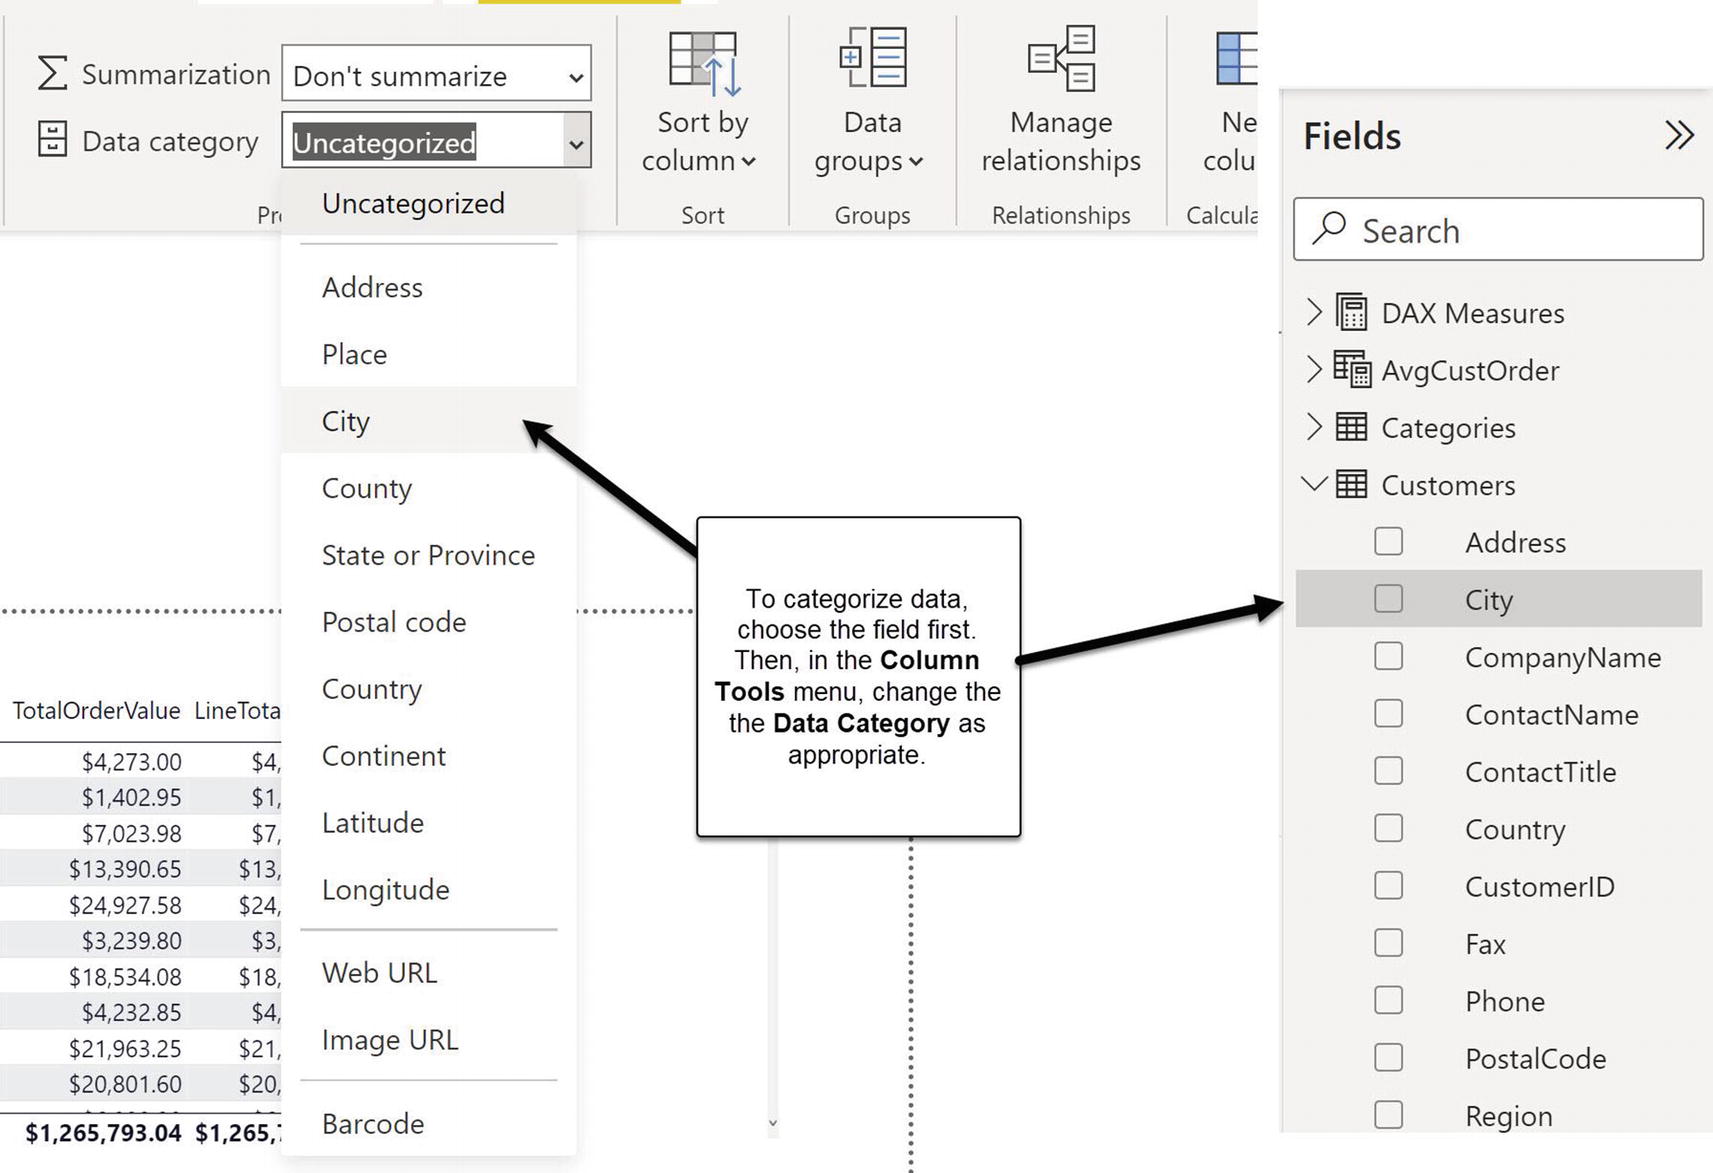 Summarization Don't summarize
Data category Uncategorized
Sort by
column
Data
groups
Manage
relationships
Ne
colu
Pr
Sort
Groups
Relationships
Calcula
Uncategorized
Address
Place
City
County
State or Province
Postal code
Country
Continent
Latitude
Longitude
Web URL
Image URL
Barcode
TotalOrderValue LineTota
$4,273.00 $4,
$1,402.95 $1,
$7,023.98 $7,
$13,390.65 $13,
$24,927.58 $24,
$3,239.80 $3,
$18,534.08 $18,
$4,232.85 $4,
$21,963.25 $21,
$20,801.60 $20,
$1,265,793.04 $1,265,7
To categorize data,
choose the field first.
Then, in the Column
Tools menu, change the
the Data Category as
appropriate.
Fields
Search
DAX Measures
AvgCustOrder
Categories
Customers
Address
City
CompanyName
ContactName
ContactTitle
Country
CustomerID
Fax
Phone
PostalCode
Region